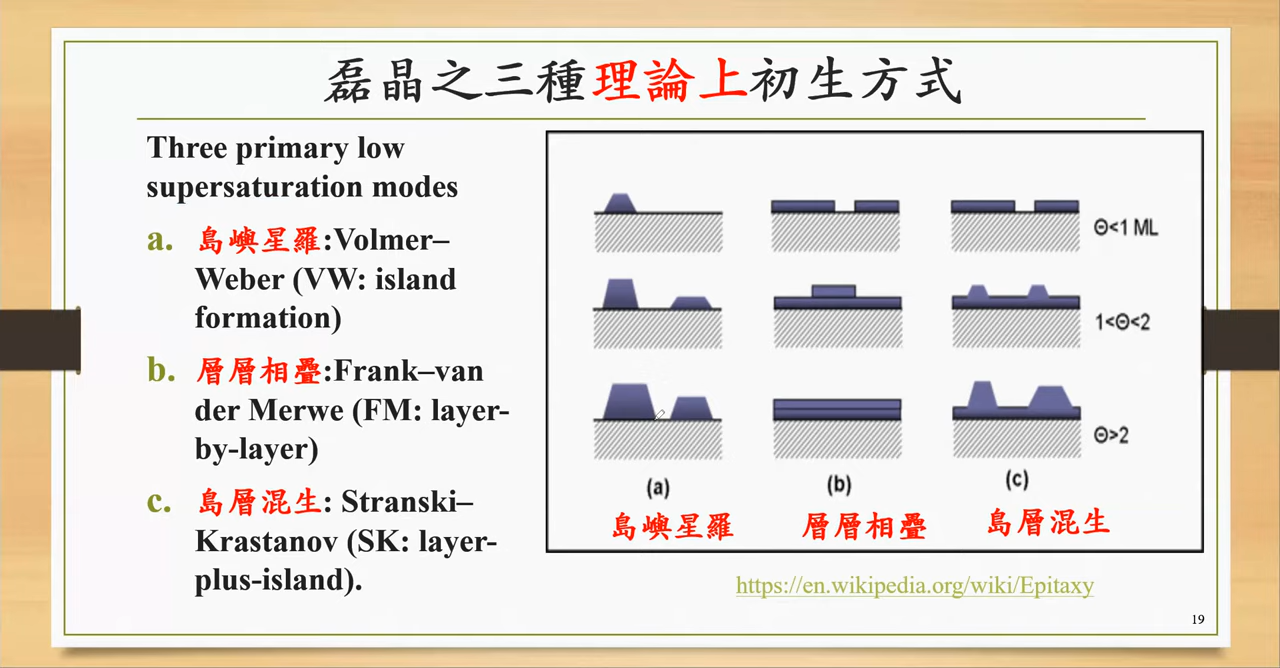 磊晶之三種理論上初生方式
Three primary low
supersaturation modes
a. 島嶼星羅:Volmer–
Weber (VW: island
formation)
b. 層層相疊:Frank–van
der Merwe (FM: layer-
by-layer)
c. 島層混生: Stranski–
Krastanov (SK: layer-
plus-island).
Θ<1 ML
1<Θ<2
Θ>2
(a)
(b)
(c)
島嶼星羅
層層相疊
島層混生
https://en.wikipedia.org/wiki/Epitaxy
19